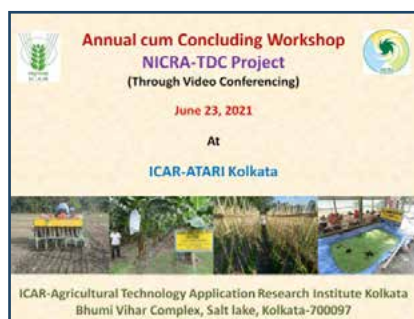 Annual cum Concluding Workshop
NICRA-TDC Project
(Through Video Conferencing)
June 23, 2021
At
ICAR-ATARI Kolkata
ICAR-Agricultural Technology Application Research Institute Kolkata
Bhumi Vihar Complex, Salt lake, Kolkata-700097